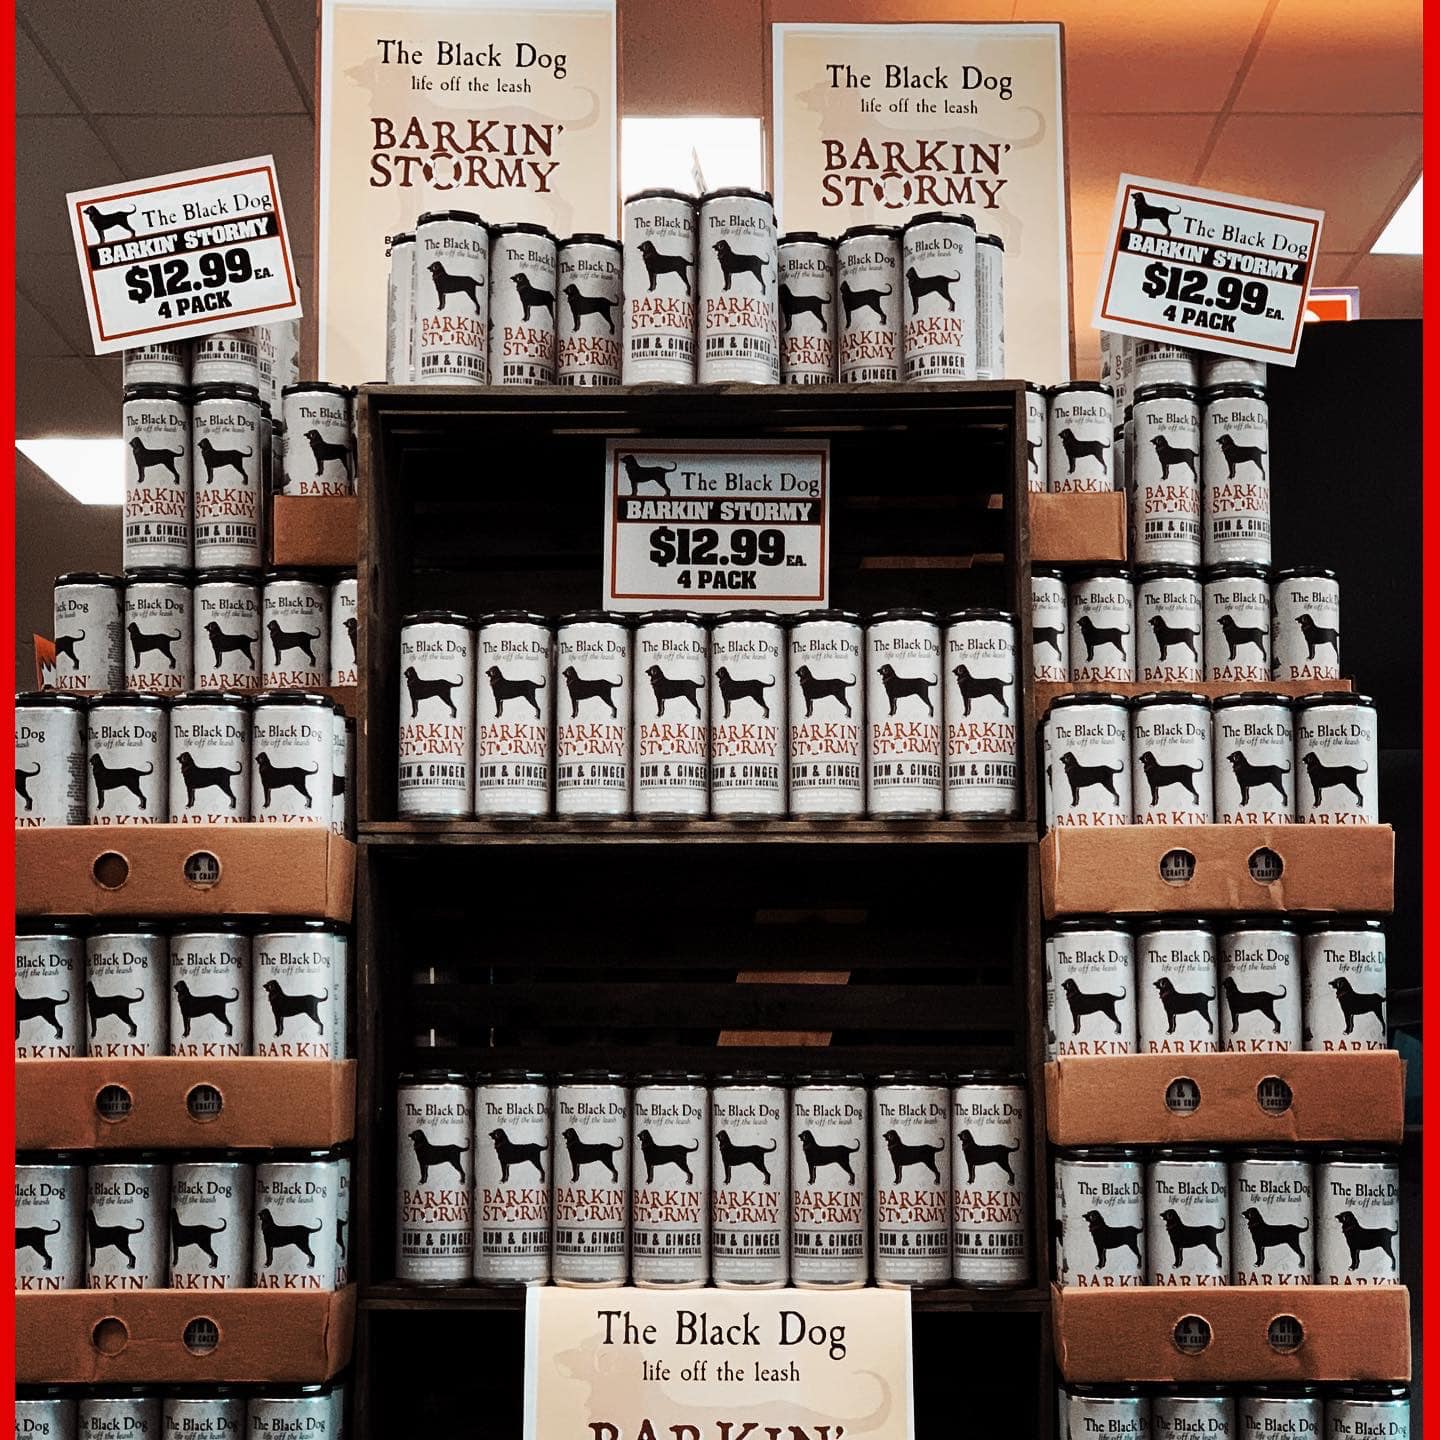 The Black Dog
life off the leash
BARKIN'
STORMY
The Black Dog
life off the leash
BARKIN'
STORMY
The Black Dog
BARKIN' STORMY
$12.99 EA.
4 PACK
The Black Dog
BARKIN' STORMY
$12.99 EA.
4 PACK
The Black Dog
BARKIN' STORMY
$12.99 EA.
4 PACK
The Black Dog
life off the leash
BARKIN'
STORMY
RUM & GINGER
SPARKLING CRAFT COCKTAIL
The Black Dog
life off the leash
BARKIN'